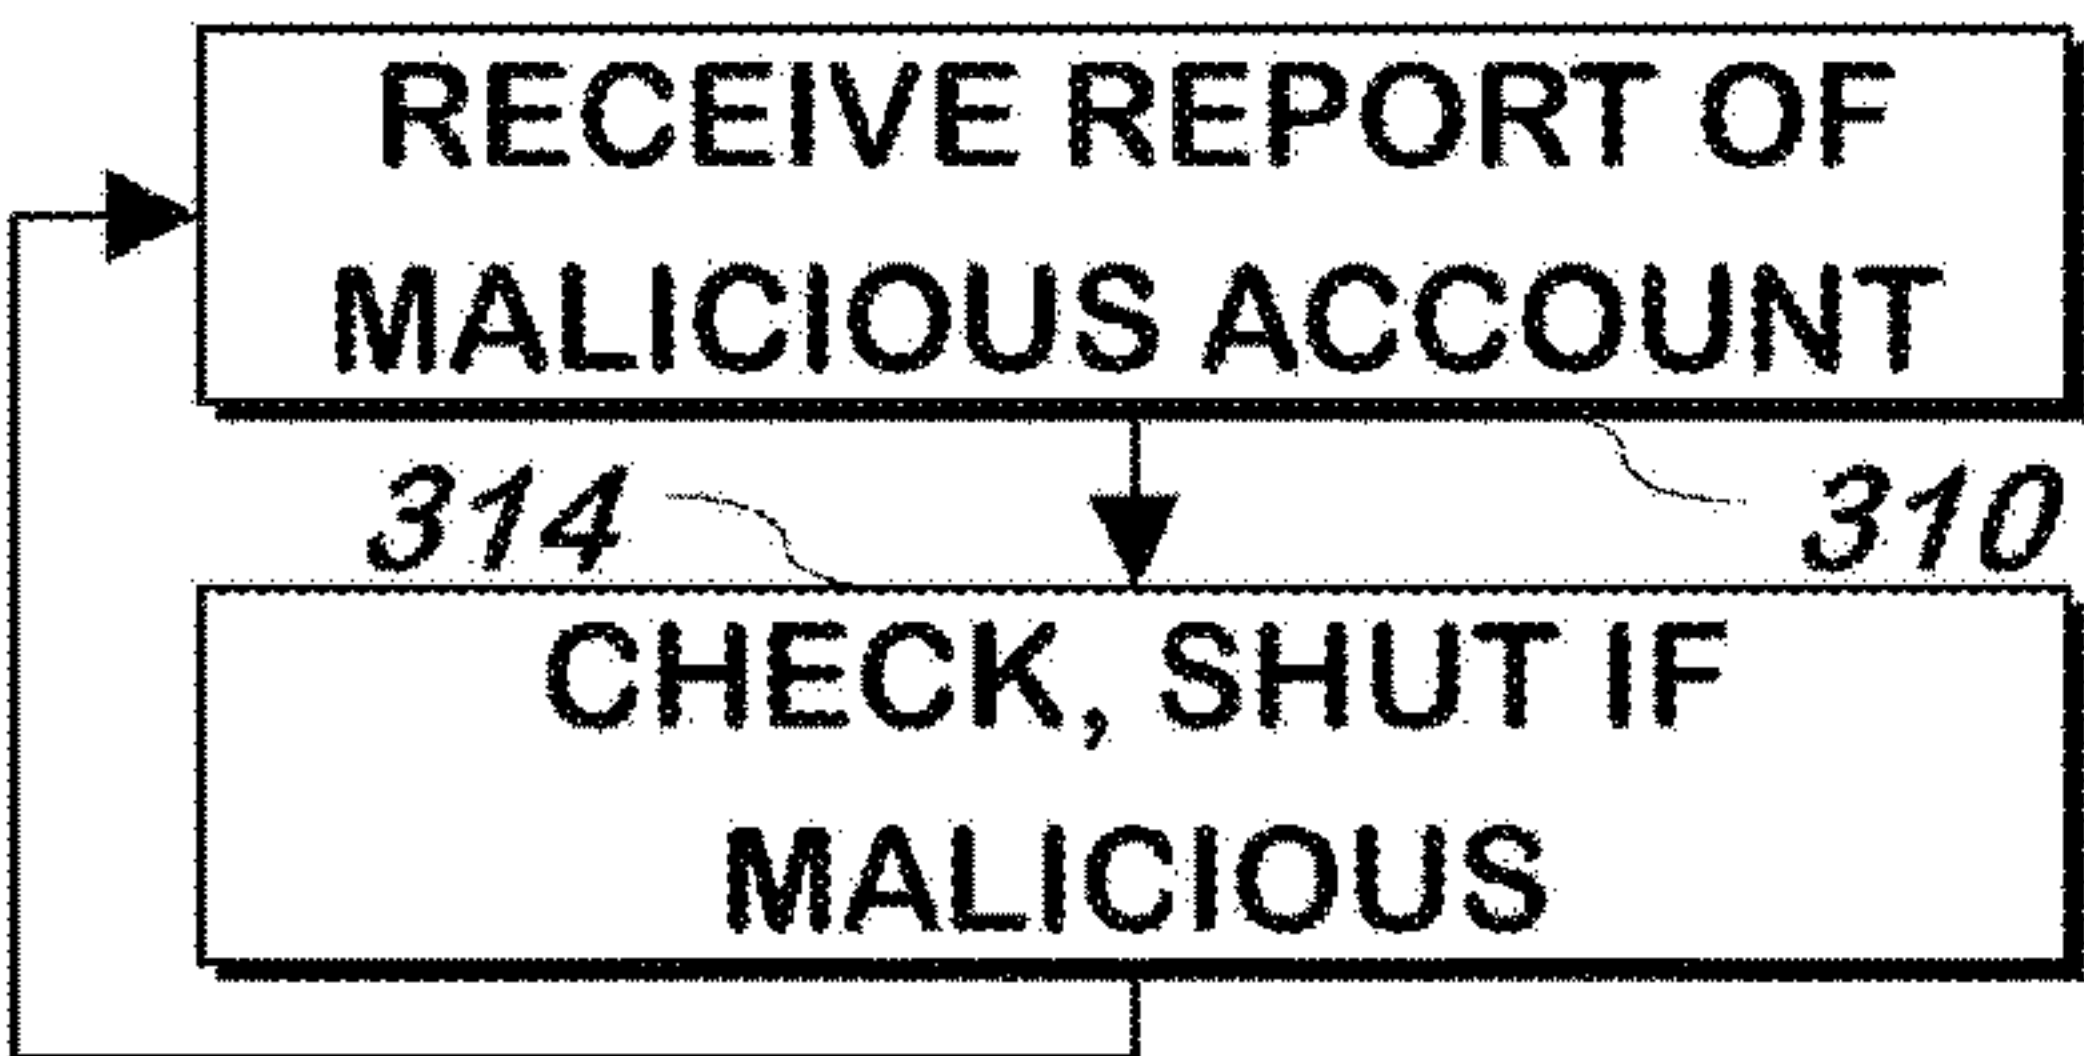 RECEIVE REPORT OF
MALICIOUS ACCOUNT
314
310
CHECK, SHUT IF
MALICIOUS